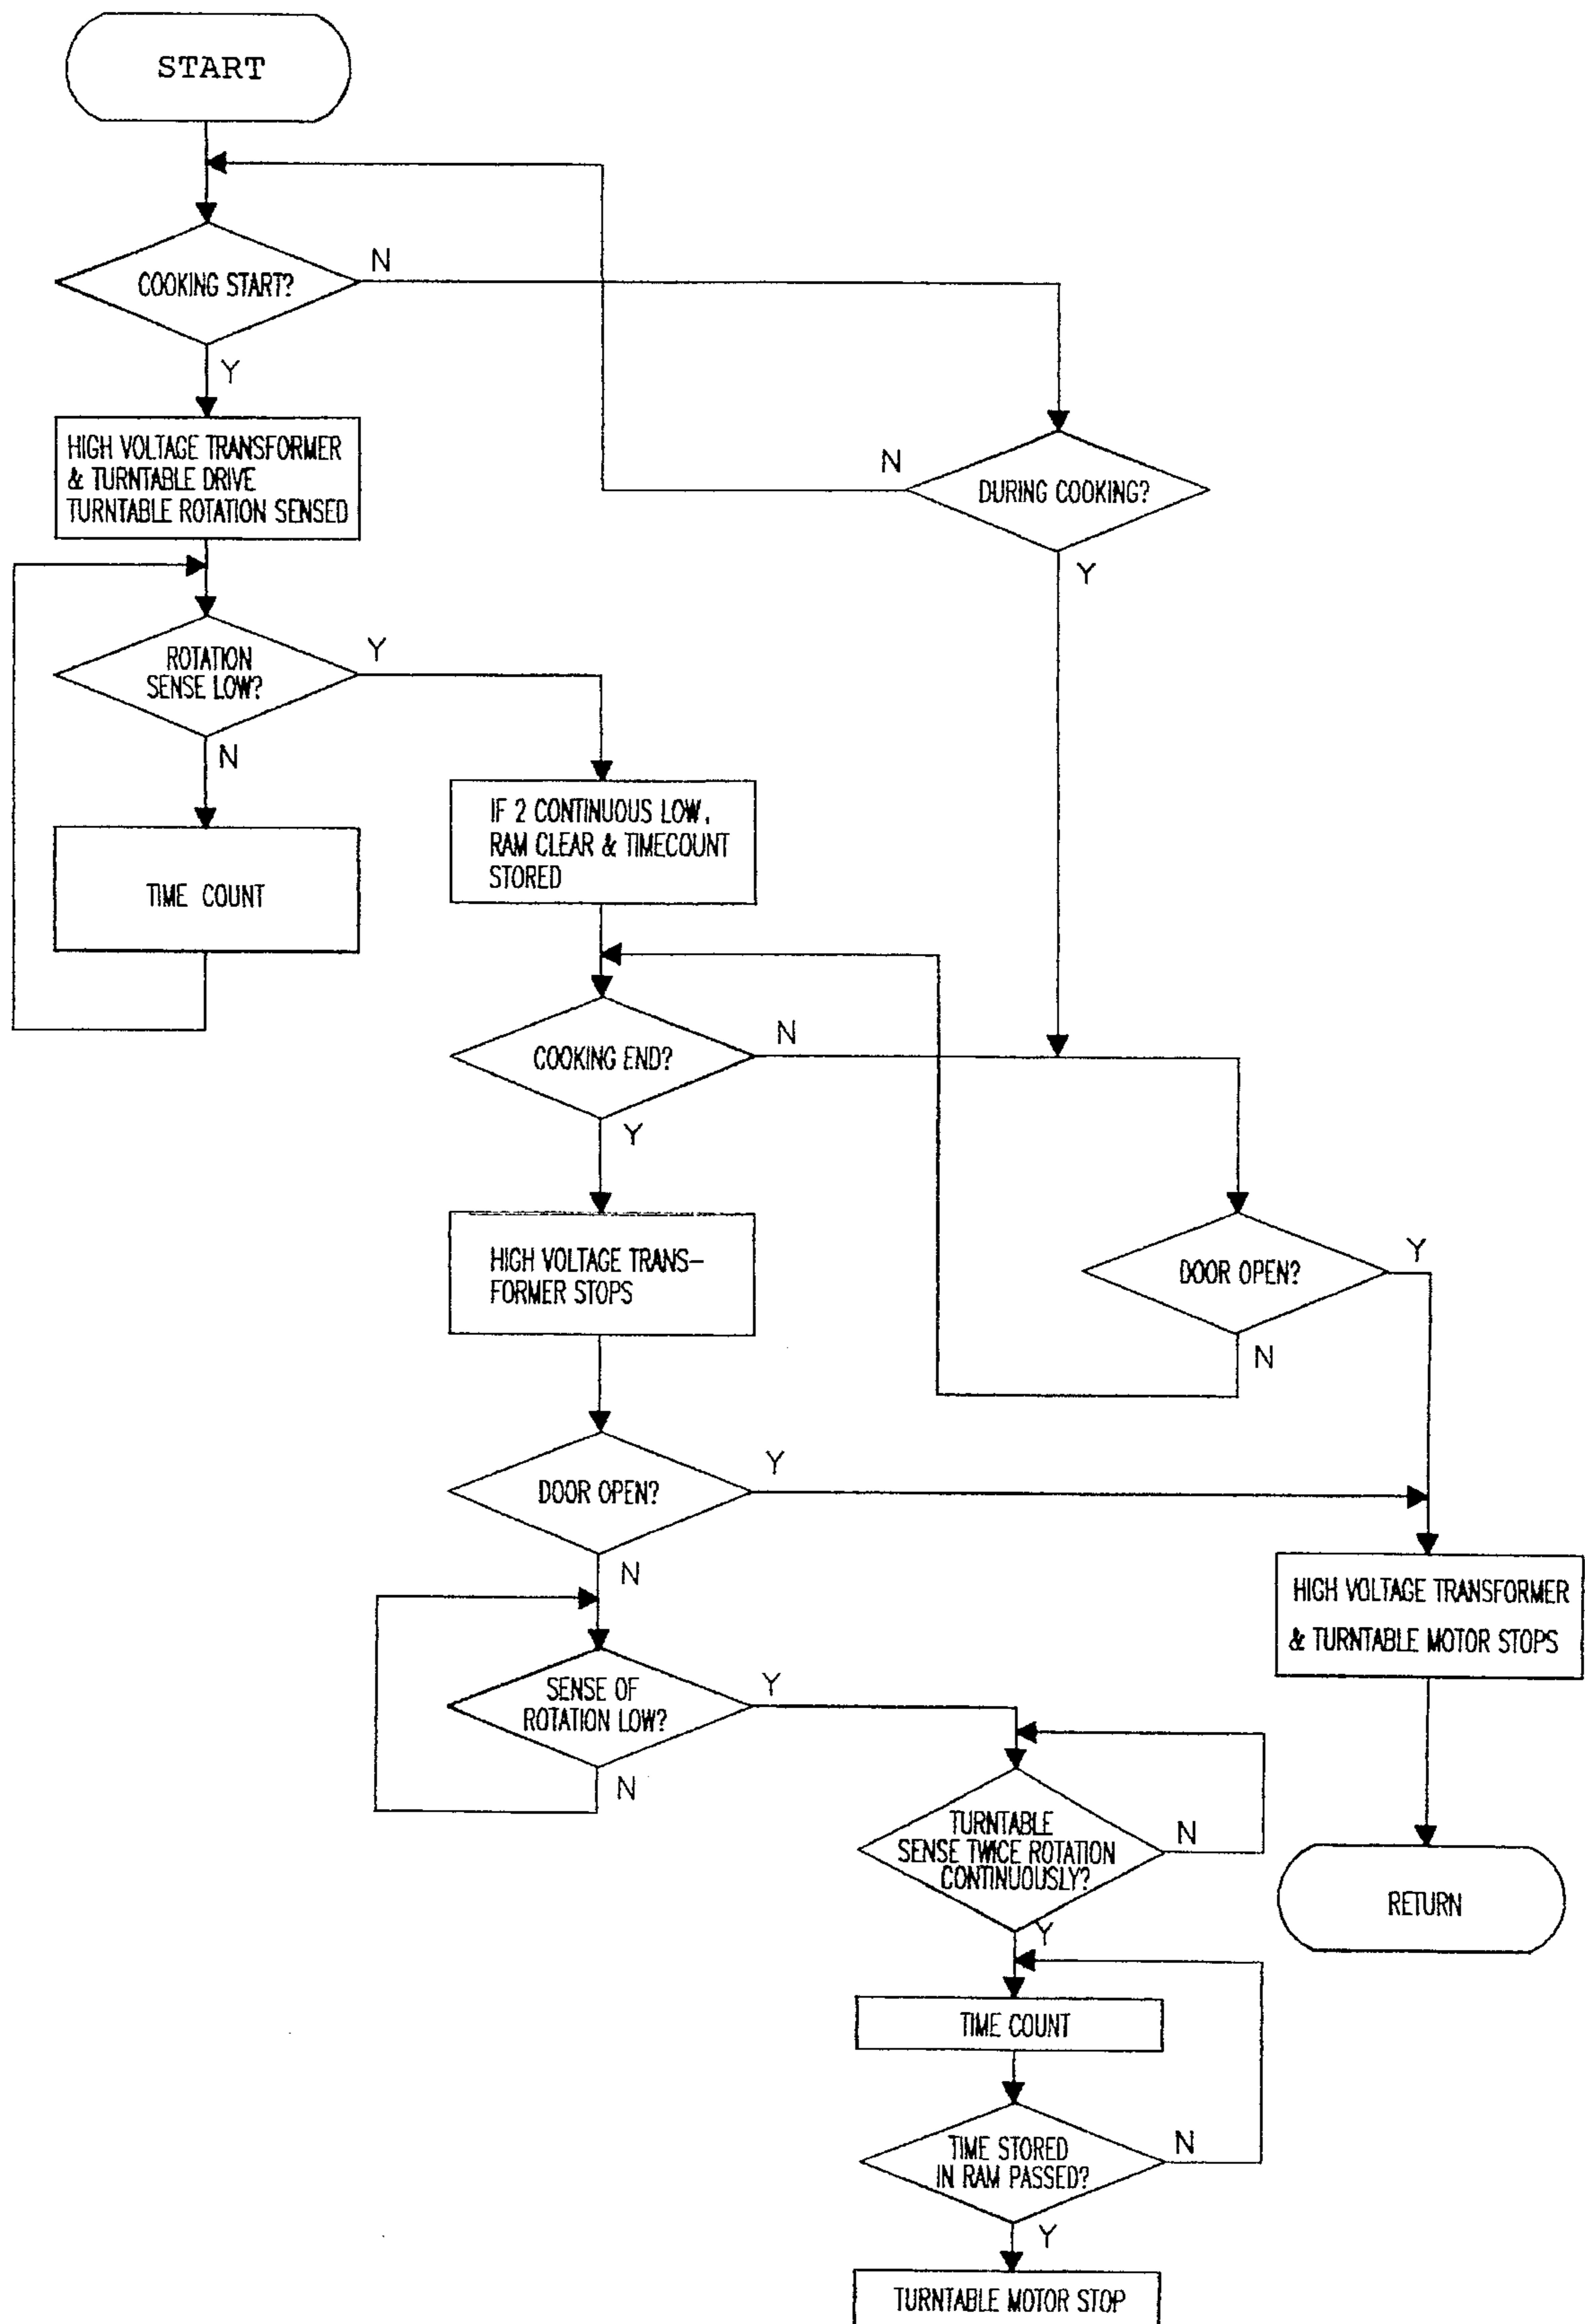 START
COOKING START?
N
Y
HIGH VOLTAGE TRANSFORMER
& TURNTABLE DRIVE
TURNTABLE ROTATION SENSED
N
DURING COOKING?
Y
ROTATION
SENSE LOW?
Y
N
TIME COUNT
IF 2 CONTINUOUS LOW,
RAM CLEAR & TIMECOUNT
STORED
COOKING END?
N
Y
HIGH VOLTAGE TRANS-
FORMER STOPS
DOOR OPEN?
Y
N
DOOR OPEN?
Y
N
HIGH VOLTAGE TRANSFORMER
& TURNTABLE MOTOR STOPS
SENSE OF
ROTATION LOW?
Y
N
TURNTABLE
SENSE TWICE ROTATION
CONTINUOUSLY?
N
Y
RETURN
TIME COUNT
TIME STORED
IN RAM PASSED?
N
Y
TURNTABLE MOTOR STOP